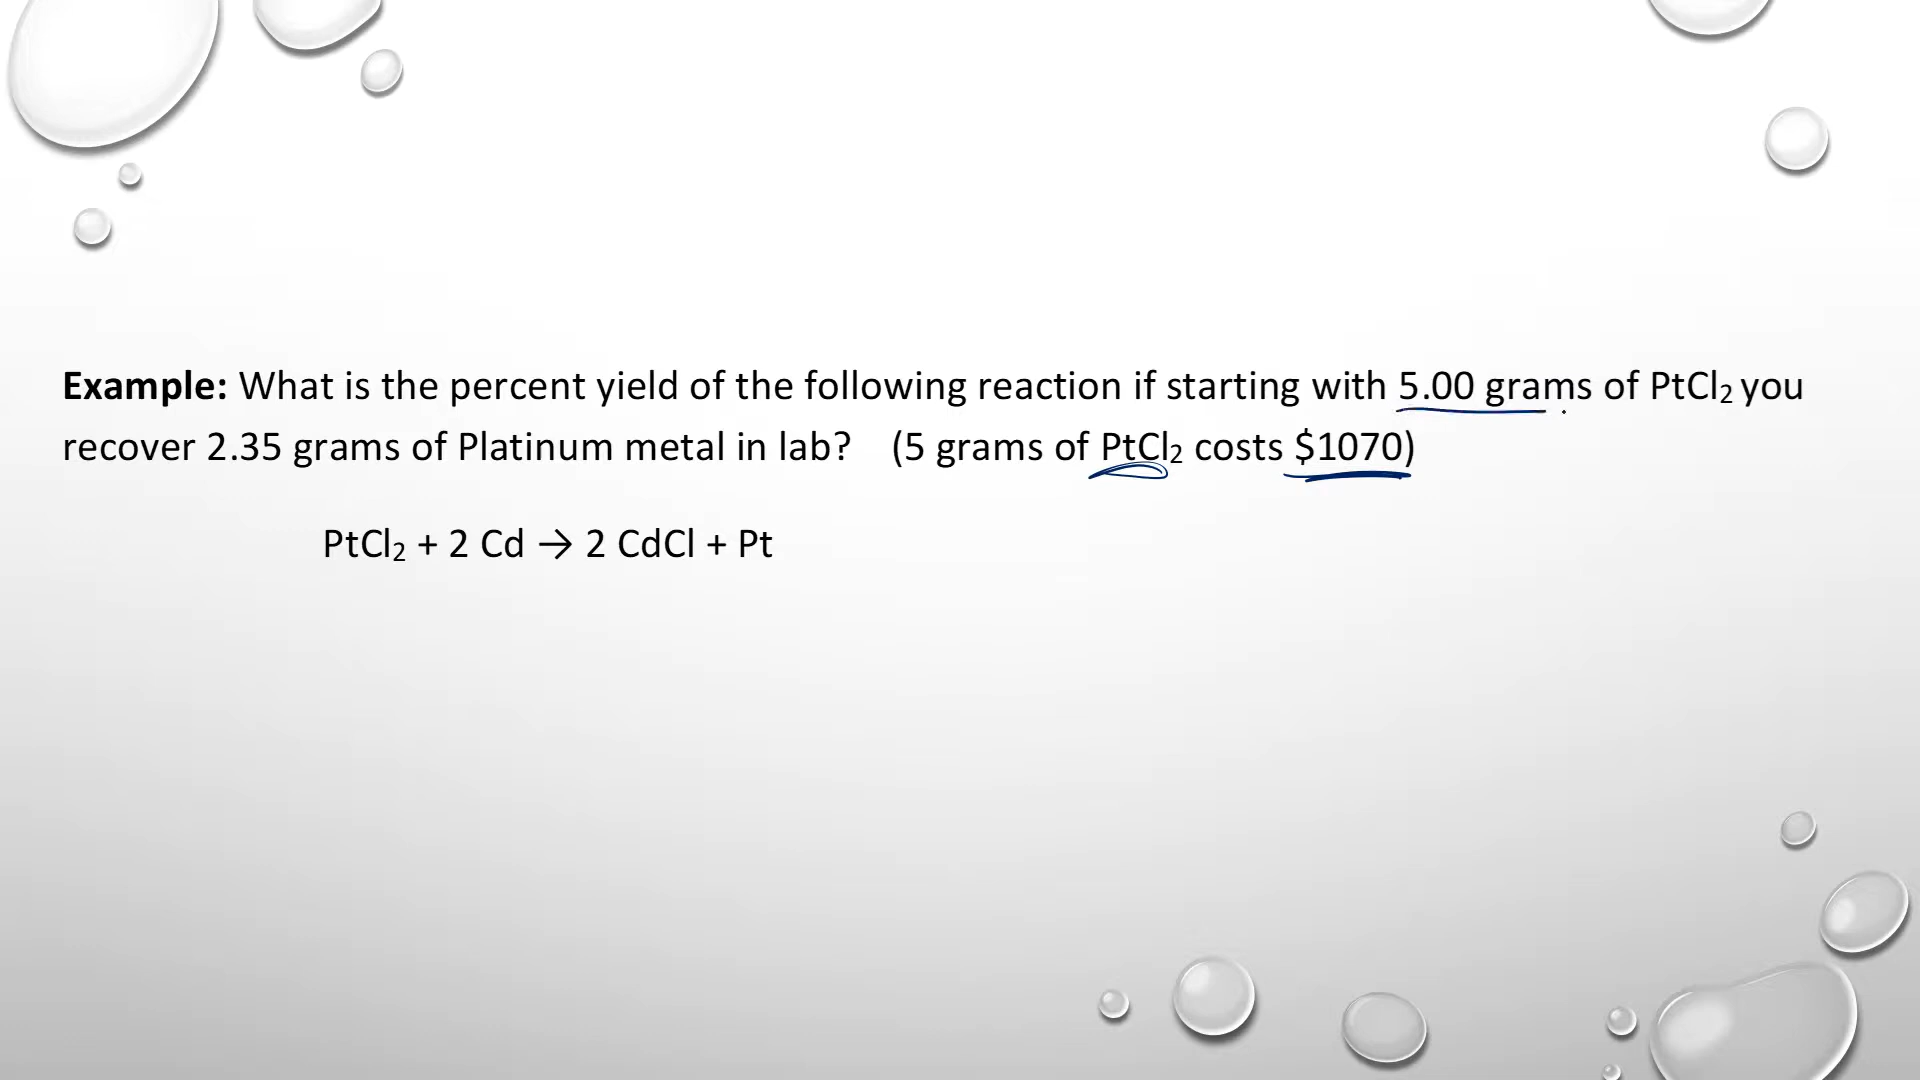 Example: What is the percent yield of the following reaction if starting with 5.00 grams of PtCl₂ you
recover 2.35 grams of Platinum metal in lab? (5 grams of PtCl₂ costs $1070)
PtCl₂ + 2 Cd → 2 CdCl + Pt